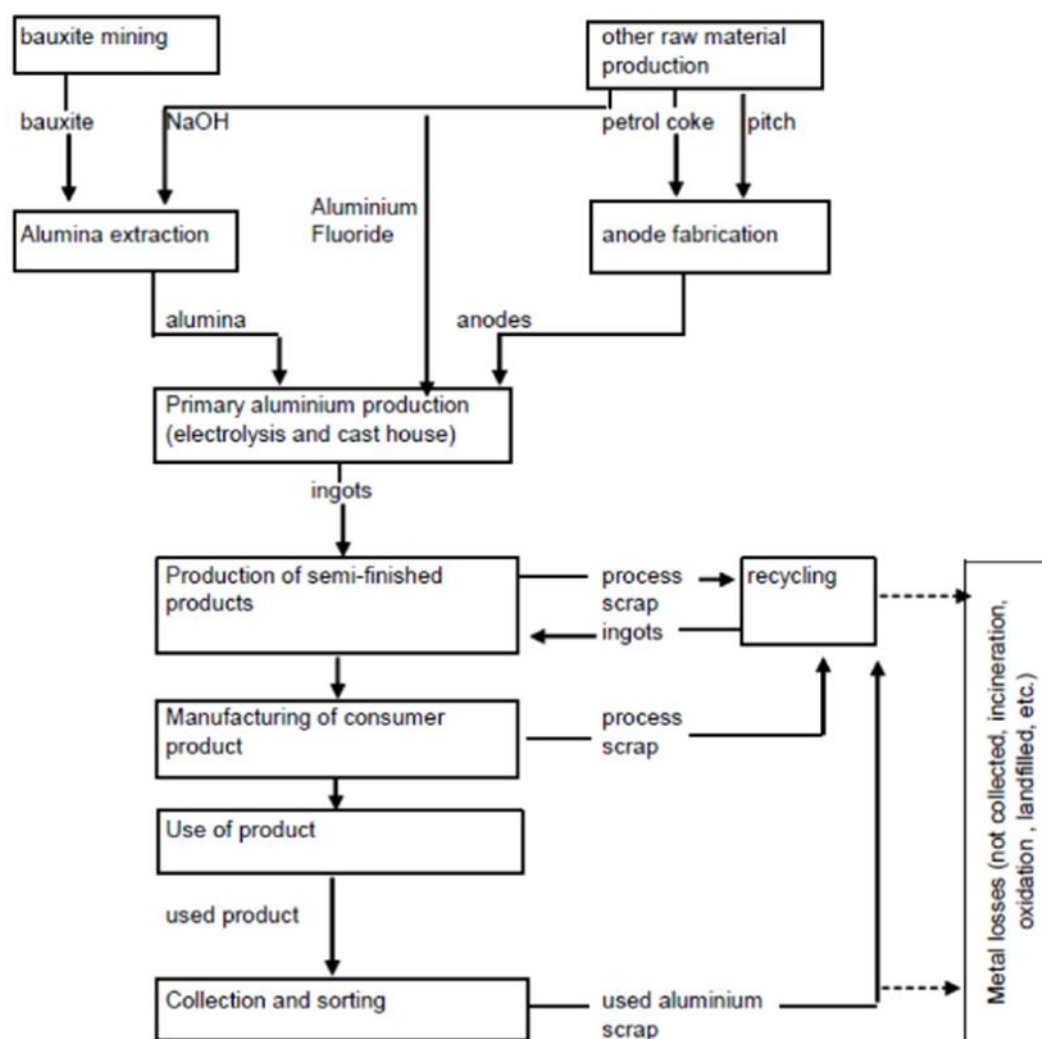 bauxite mining
other raw material
production
bauxite
NaOH
petrol coke
pitch
Aluminium
Fluoride
Alumina extraction
anode fabrication
alumina
anodes
Primary aluminium production
(electrolysis and cast house)
ingots
Production of semi-finished
products
process
scrap
ingots
recycling
Manufacturing of consumer
product
process
scrap
Use of product
used product
Collection and sorting
used aluminium
scrap
Metal losses (not collected, incineration,
oxidation , landfilled, etc.)